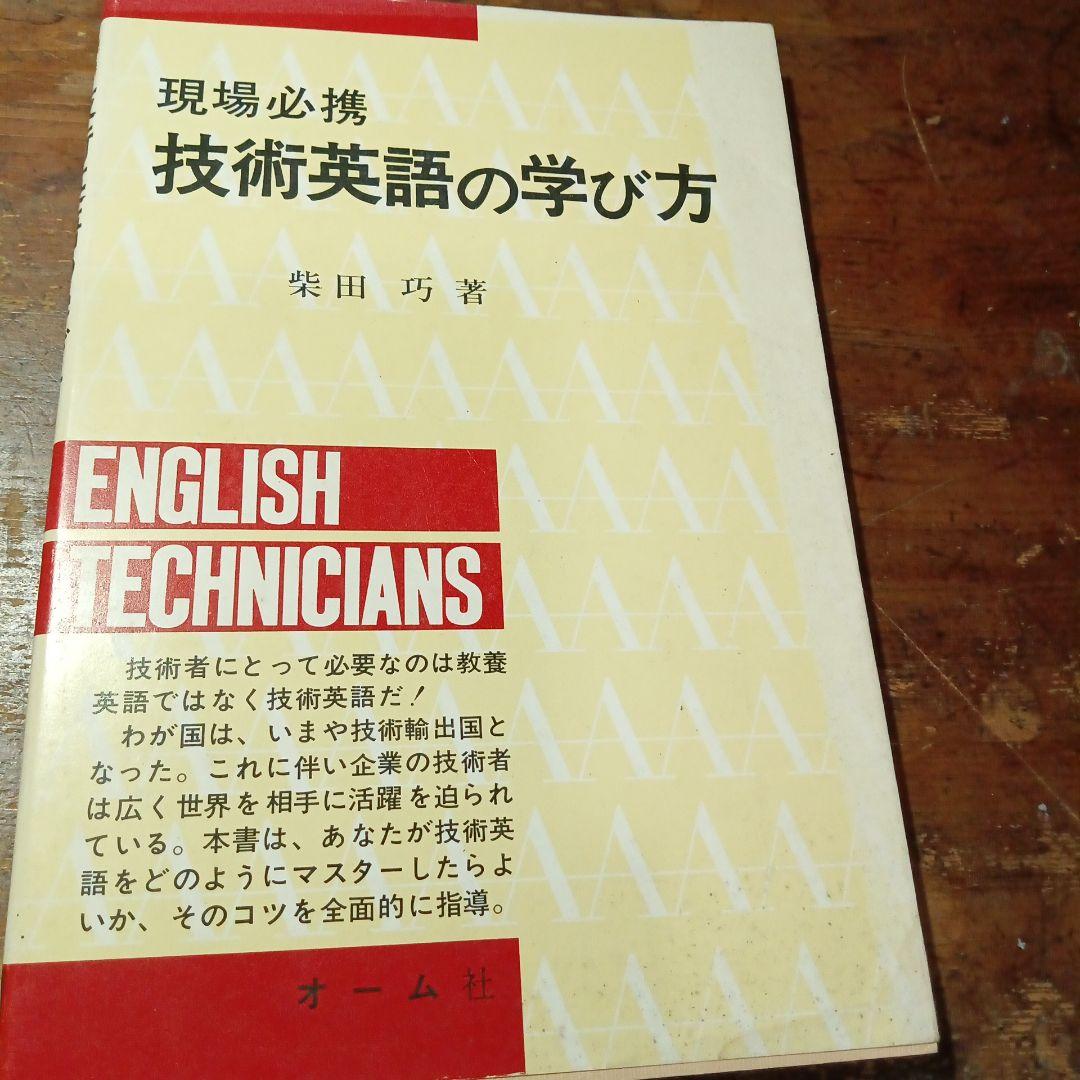 現場必携
技術英語の学び方
柴田 巧 著
ENGLISH
TECHNICIANS
技術者にとって必要なのは教養
英語ではなく技術英語だ!
わが国は、いまや技術輸出国と
なった。これに伴い企業の技術者
は広く世界を相手に活躍を迫られ
ている。本書は、あなたが技術英
語をどのようにマスターしたらよ
いか、そのコツを全面的に指導。
オーム社